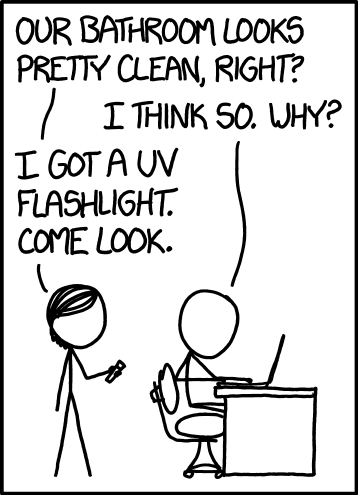 OUR BATHROOM LOOKS
PRETTY CLEAN, RIGHT?
I THINK SO. WHY?
I GOT A UV
FLASHLIGHT.
COME LOOK.